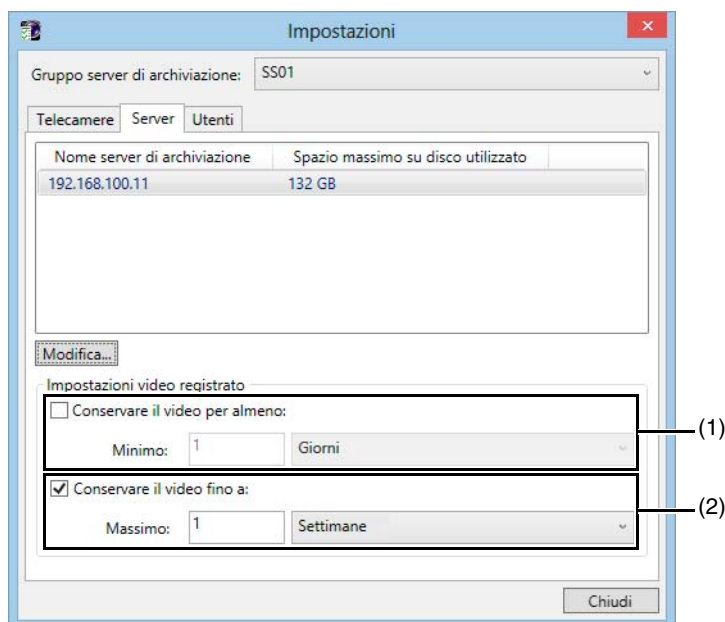 Impostazioni
Gruppo server di archiviazione: SS01
Telecamere Server Utenti
Nome server di archiviazione Spazio massimo su disco utilizzato
192.168.100.11 132 GB
Modifica...
Impostazioni video registrato
Conservare il video per almeno:
(1)
Minimo: 1 Giorni
Conservare il video fino a:
(2)
Massimo: 1 Settimane
Chiudi